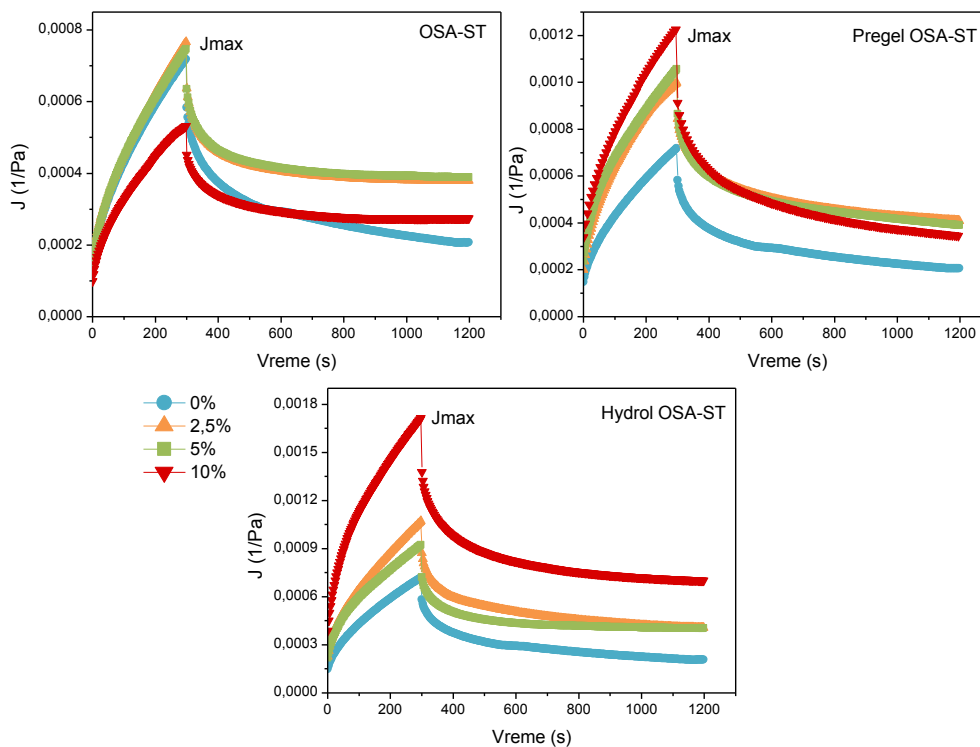 OSA-ST
Jmax
0,0008
0,0006
0,0004
0,0002
0,0000
J (1/Pa)
0 200 400 600 800 1000 1200
Vreme (s)
Pregel OSA-ST
Jmax
0,0012
0,0010
0,0008
0,0006
0,0004
0,0002
0,0000
J (1/Pa)
0 200 400 600 800 1000 1200
Vreme (s)
0%
2,5%
5%
10%
Hydrol OSA-ST
Jmax
0,0018
0,0015
0,0012
0,0009
0,0006
0,0003
0,0000
J (1/Pa)
0 200 400 600 800 1000 1200
Vreme (s)